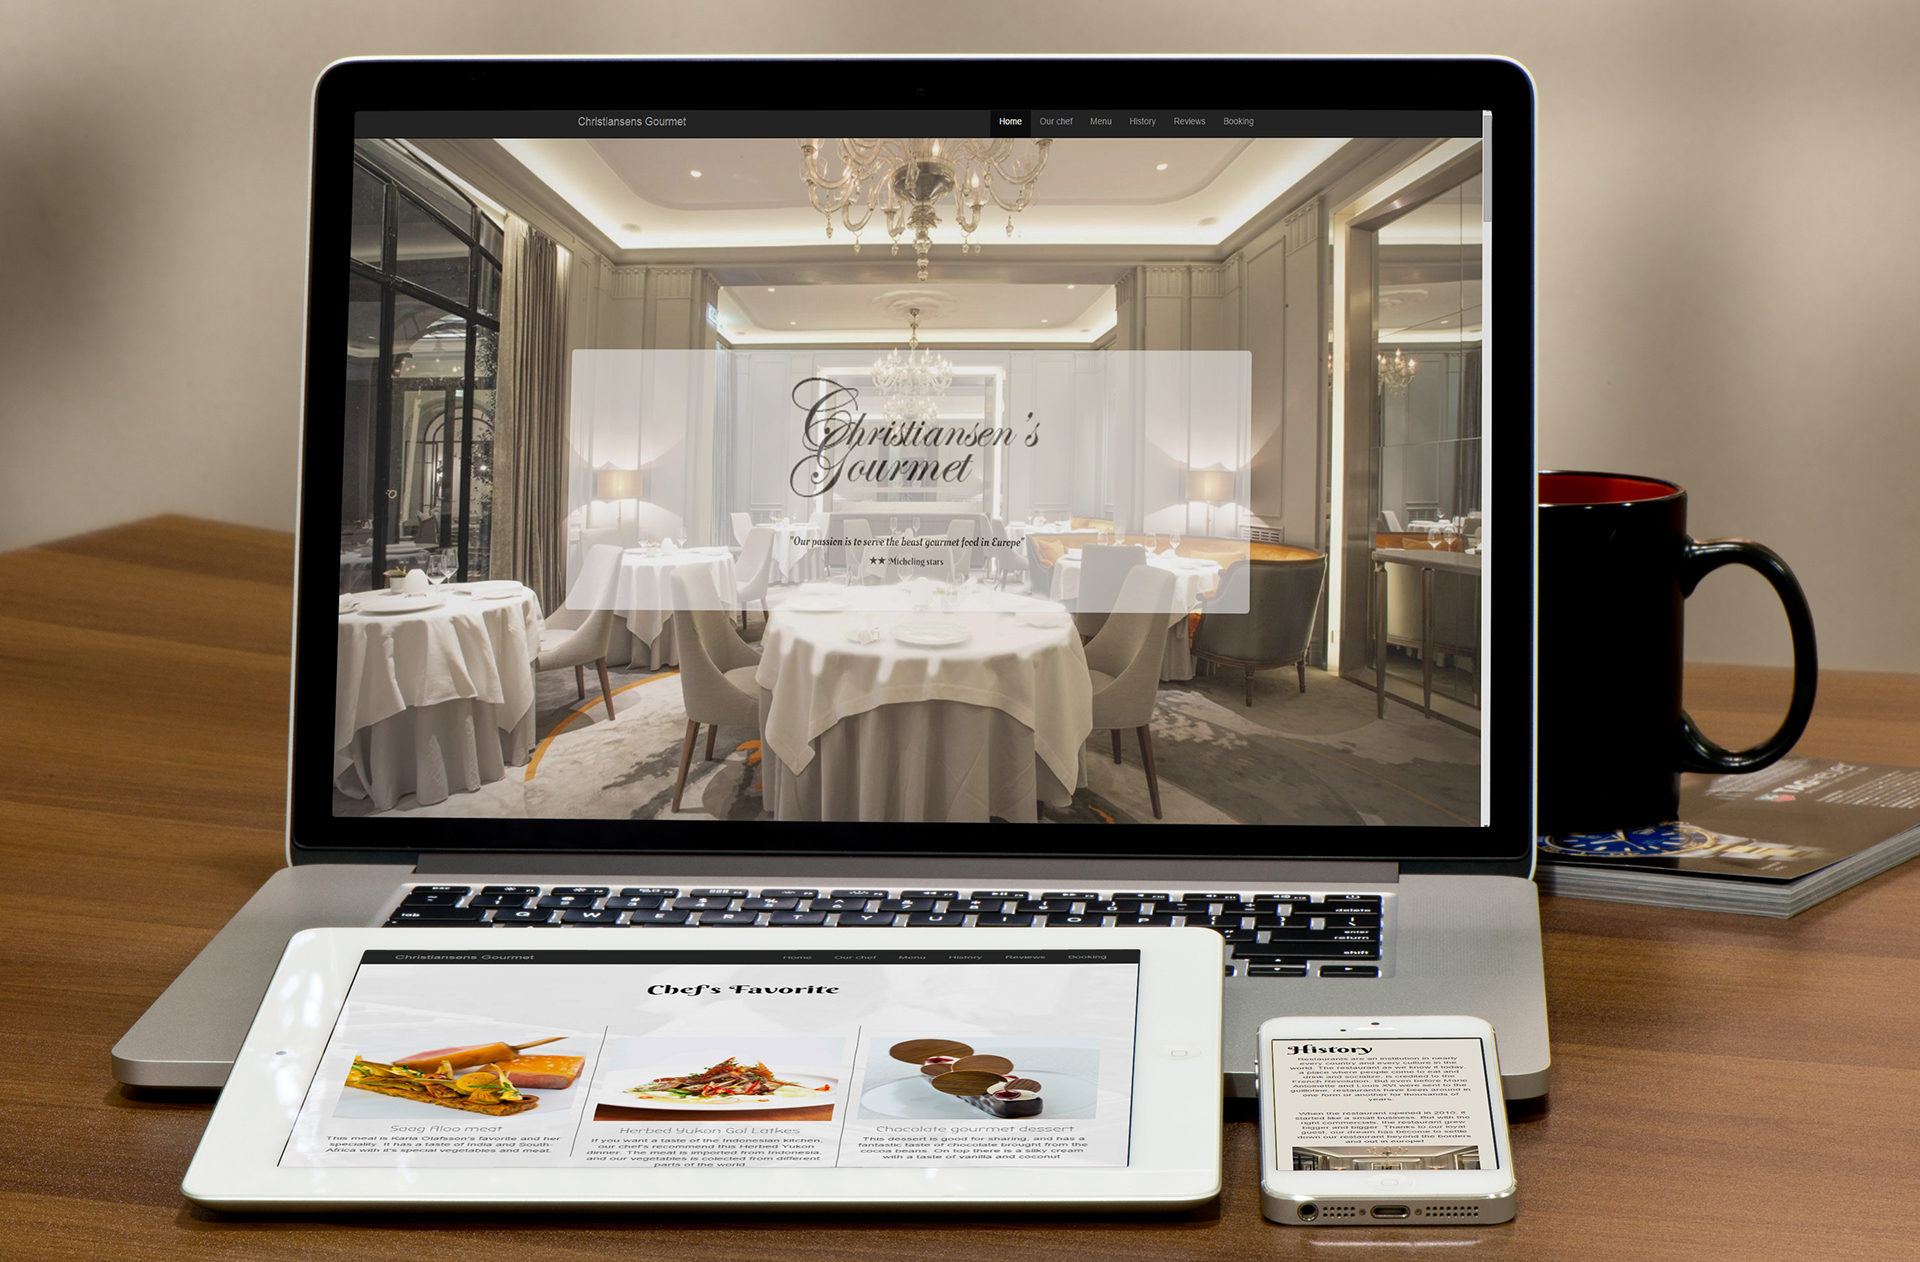 Christiansens Gourmet
Home Our chef Menu History Reviews Booking
Christiansen's
Gourmet
"Our passion is to serve the beast gourmet food in Europe"
★★ Micheling stars
TAGHeuer
esc
delete
tab Q W E R T Y U I O P
enter
return
shift
Christiansens Gourmet
Home Our chef Menu History Reviews Booking
Chef's Favorite
Saag Aloo meat
This meal is Karla Olafsson's favorite and her
speciality. It has a taste of India and South-
Africa with it's special vegetables and meat.
Herbed Yukon Gol Latkes
If you want a taste of the Indonesian kitchen,
our chef's recommend this Herbed Yukon
dinner. The meat is imported from Indonesia,
and our vegetables is colected from different
parts of the world.
Chocolate gourmet dessert
This dessert is good for sharing, and has a
fantastic taste of chocolate brought from the
cocoa beans. On top there is a silky cream
with a taste of vanilla and coconut
History
Restaurants are an institution in nearly
every country and every culture in the
world. The restaurant as we know it today,
a place where people come to eat and
drink and socialize, is credited to the
French Revolution. But even before Marie
Antoinette and Louis XVI were sent to the
guillotine, restaurants have been around in
one form or another for thousands of
years.
When the restaurant opened in 2010, it
started like a small business. But with the
right commercials, the restaurant grew
bigger and bigger. Thanks to our loyal
guest, our dream has become to settle
down our restaurant beyond the borders
and out in europe!